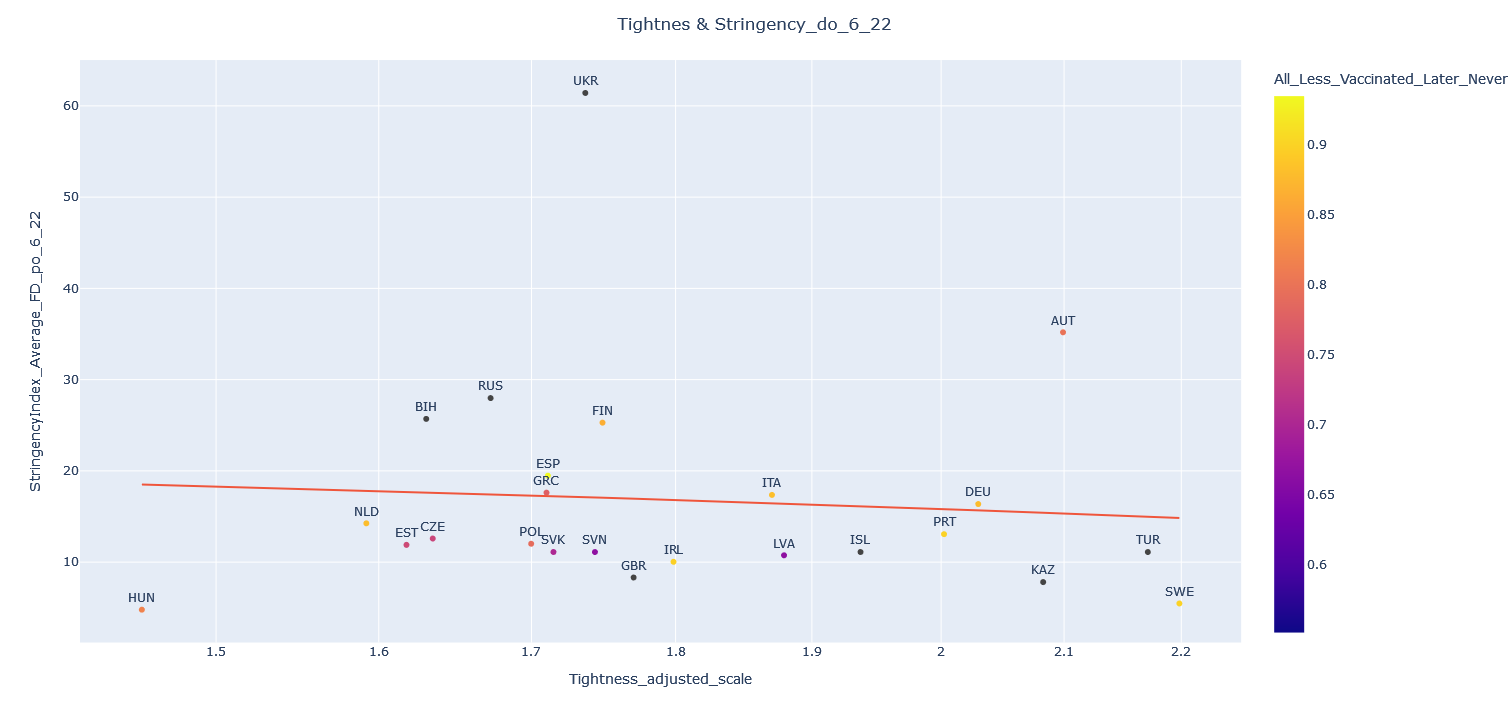 Tightnes & Stringency_do_6_22
All_Less_Vaccinated_Later_Never
StringencyIndex_Average_FD_po_6_22
60
50
40
30
20
10
UKR
AUT
RUS
BIH
FIN
ESP
GRC
ITA
DEU
NLD
PRT
EST
CZE
POL
SVK
SVN
IRL
LVA
ISL
TUR
GBR
KAZ
HUN
SWE
0.9
0.85
0.8
0.75
0.7
0.65
0.6
1.5
1.6
1.7
1.8
1.9
2
2.1
2.2
Tightness_adjusted_scale